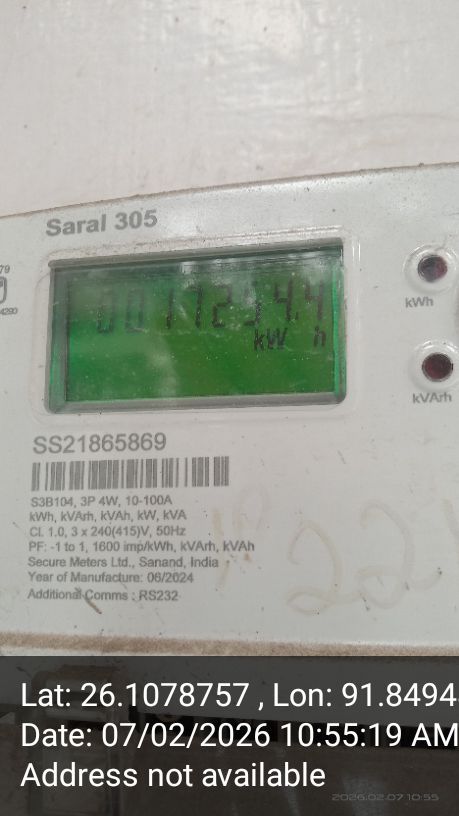 Saral 305
79
4290
0017254.4
kW h
kWh
kVArh
SS21865869
S3B104, 3P 4W, 10-100A
kWh, kVArh, kVAh, kW, kVA
Cl. 1.0, 3 x 240(415)V, 50Hz
PF: -1 to 1, 1600 imp/kWh, kVArh, kVAh
Secure Meters Ltd., Sanand, India
Year of Manufacture: 06/2024
Additional Comms : RS232
Lat: 26.1078757 , Lon: 91.8494
Date: 07/02/2026 10:55:19 AM
Address not available
2026.02.07 10:55